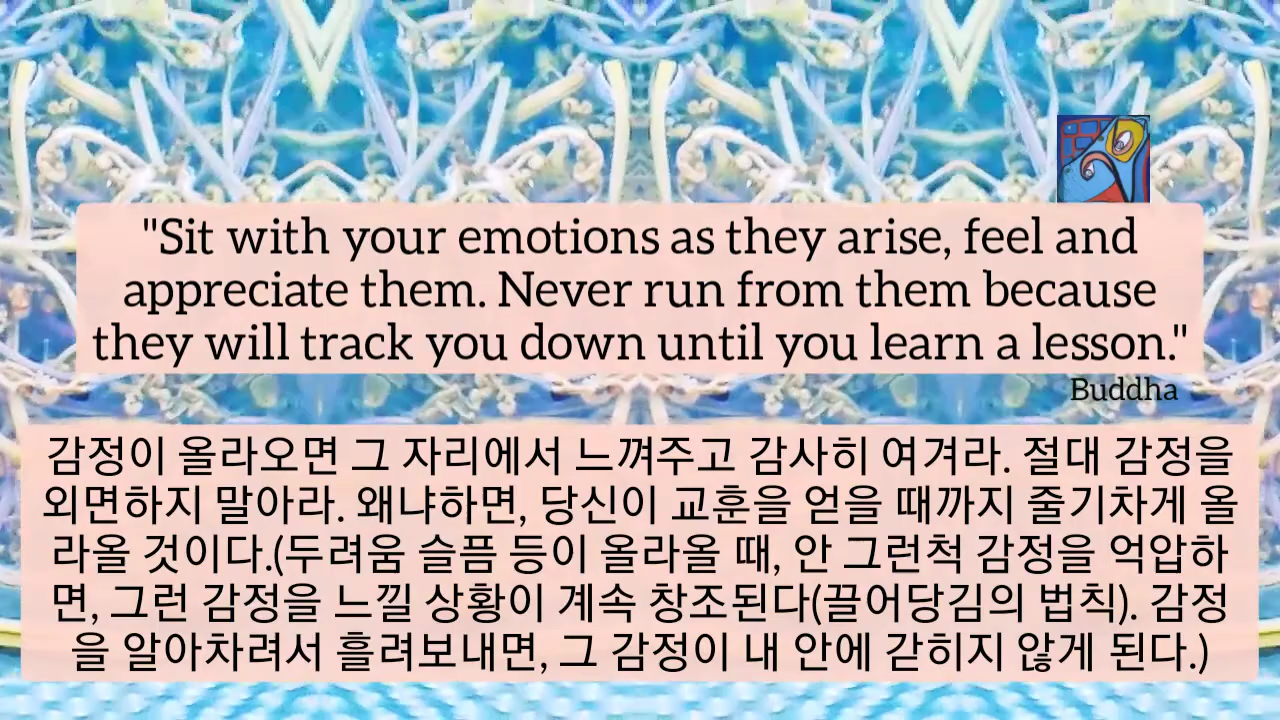 "Sit with your emotions as they arise, feel and
appreciate them. Never run from them because
they will track you down until you learn a lesson."
Buddha
감정이 올라오면 그 자리에서 느껴주고 감사히 여겨라. 절대 감정을
외면하지 말아라. 왜냐하면, 당신이 교훈을 얻을 때까지 줄기차게 올
라올 것이다.(두려움 슬픔 등이 올라올 때, 안 그런척 감정을 억압하
면, 그런 감정을 느낄 상황이 계속 창조된다(끌어당김의 법칙). 감정
을 알아차려서 흘려보내면, 그 감정이 내 안에 갇히지 않게 된다.)